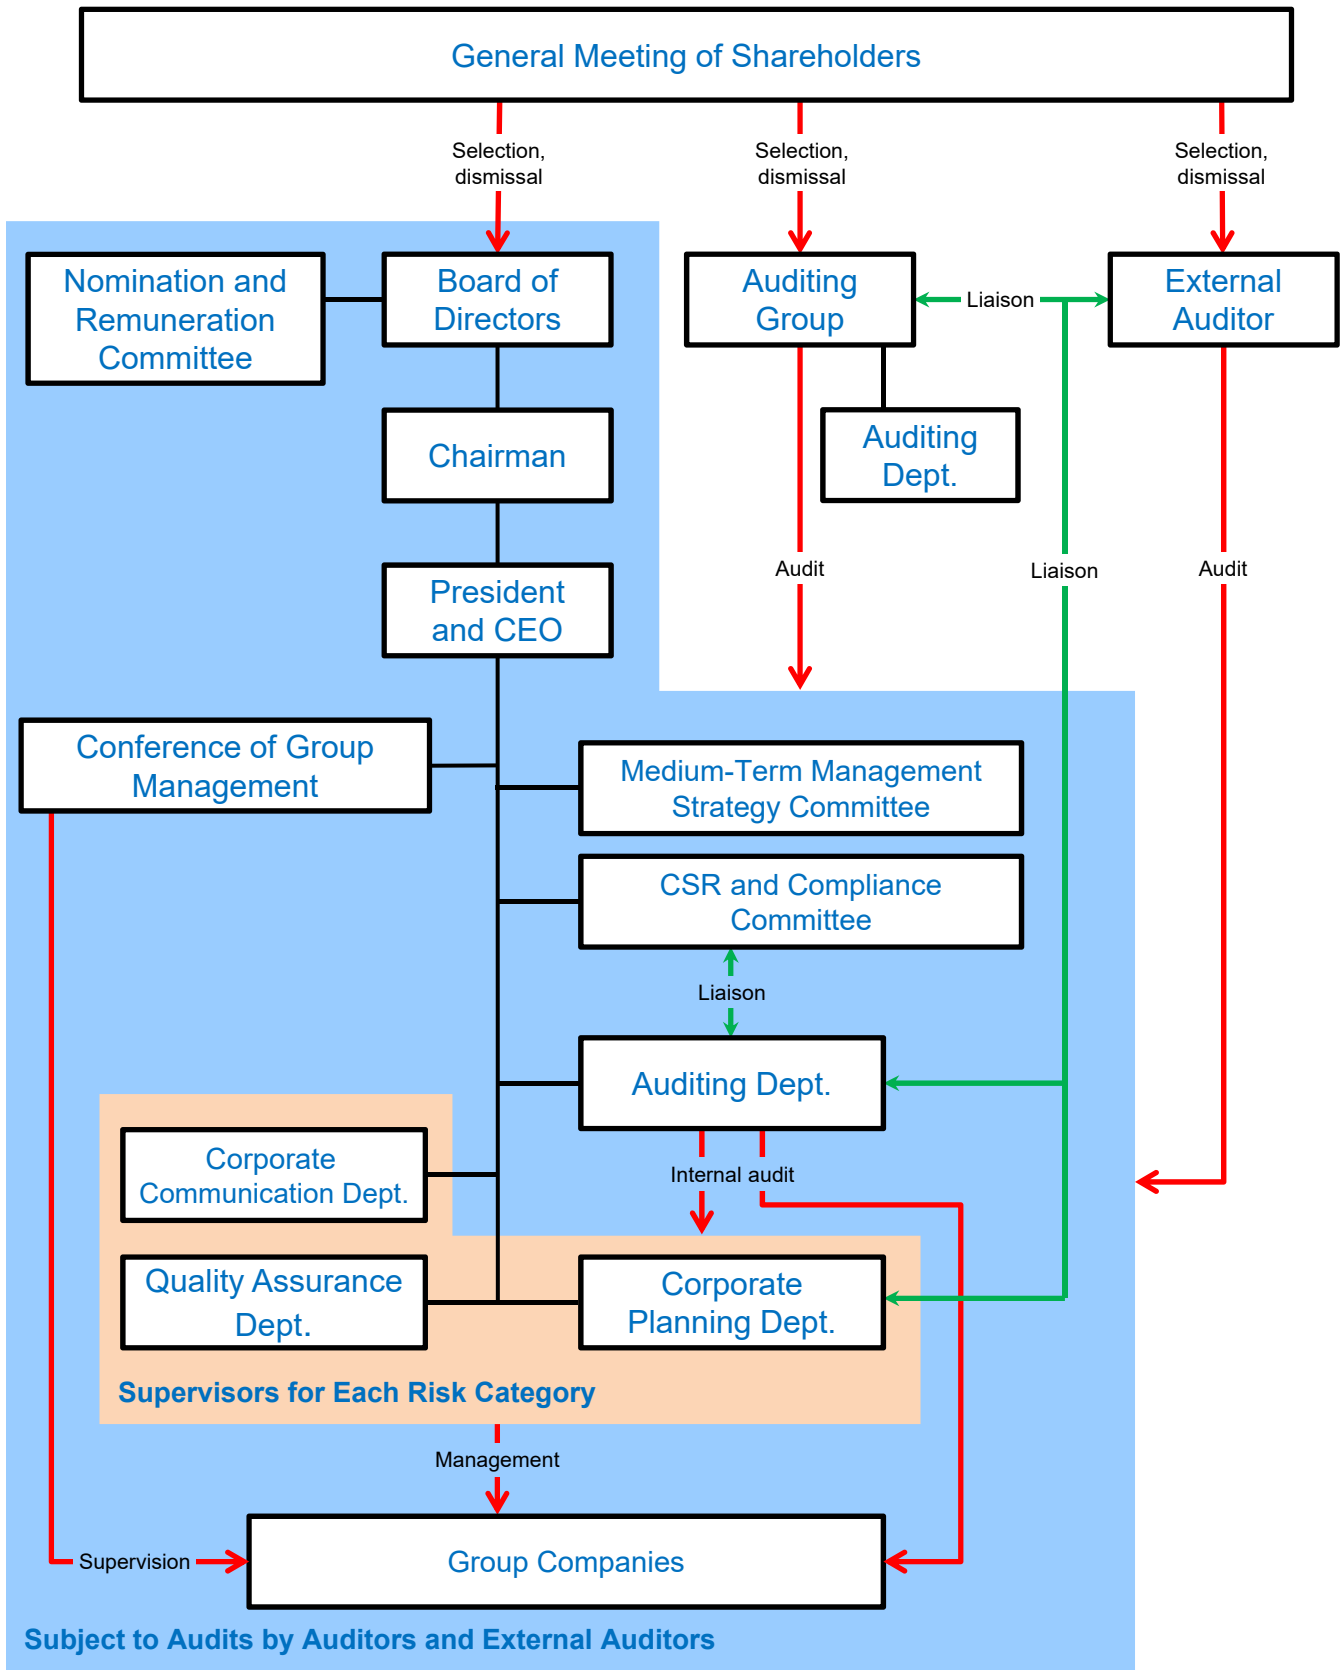 General Meeting of Shareholders
Selection,
dismissal
Selection,
dismissal
Selection,
dismissal
Nomination and
Remuneration
Committee
Board of
Directors
Auditing
Group
Liaison
External
Auditor
Chairman
Auditing
Dept.
President
and CEO
Audit
Liaison
Audit
Conference of Group
Management
Medium-Term Management
Strategy Committee
CSR and Compliance
Committee
Liaison
Auditing Dept.
Corporate
Communication Dept.
Internal audit
Quality Assurance
Dept.
Corporate
Planning Dept.
Supervisors for Each Risk Category
Management
Supervision
Group Companies
Subject to Audits by Auditors and External Auditors